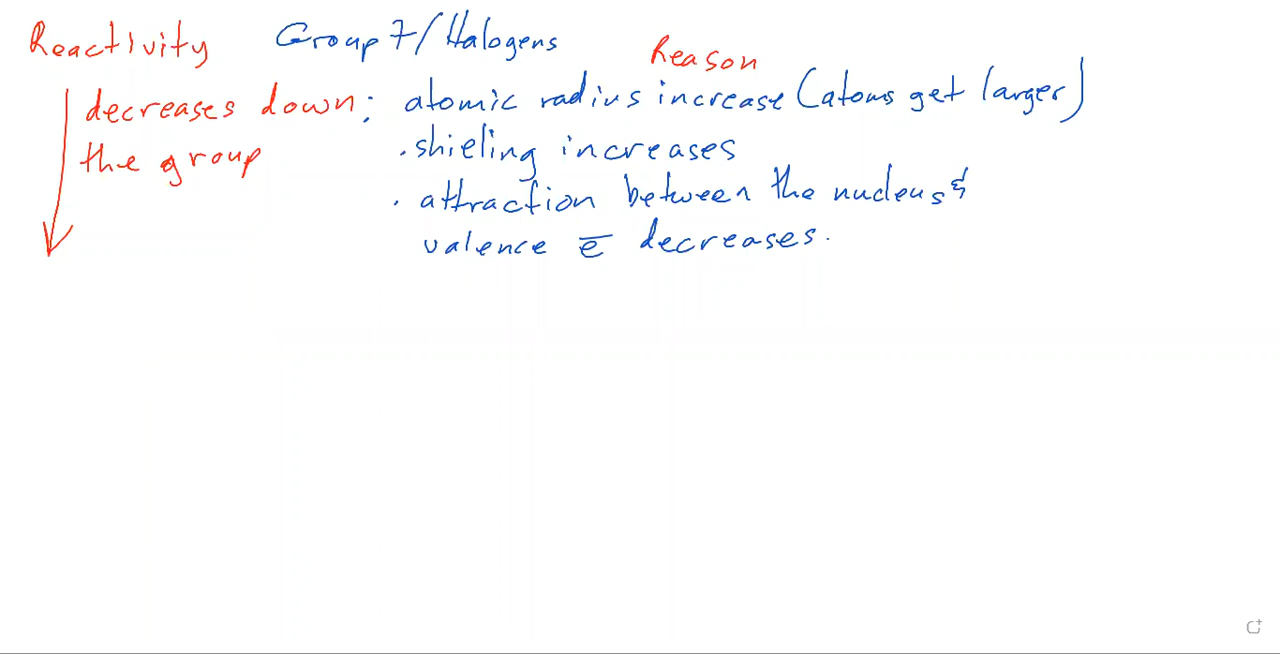 Reactivity Group 7/Halogens
Reason
decreases down; atomic radius increase (atoms get larger)
the group .shieling increases
. attraction between the nucleus &
valence e̅ decreases.